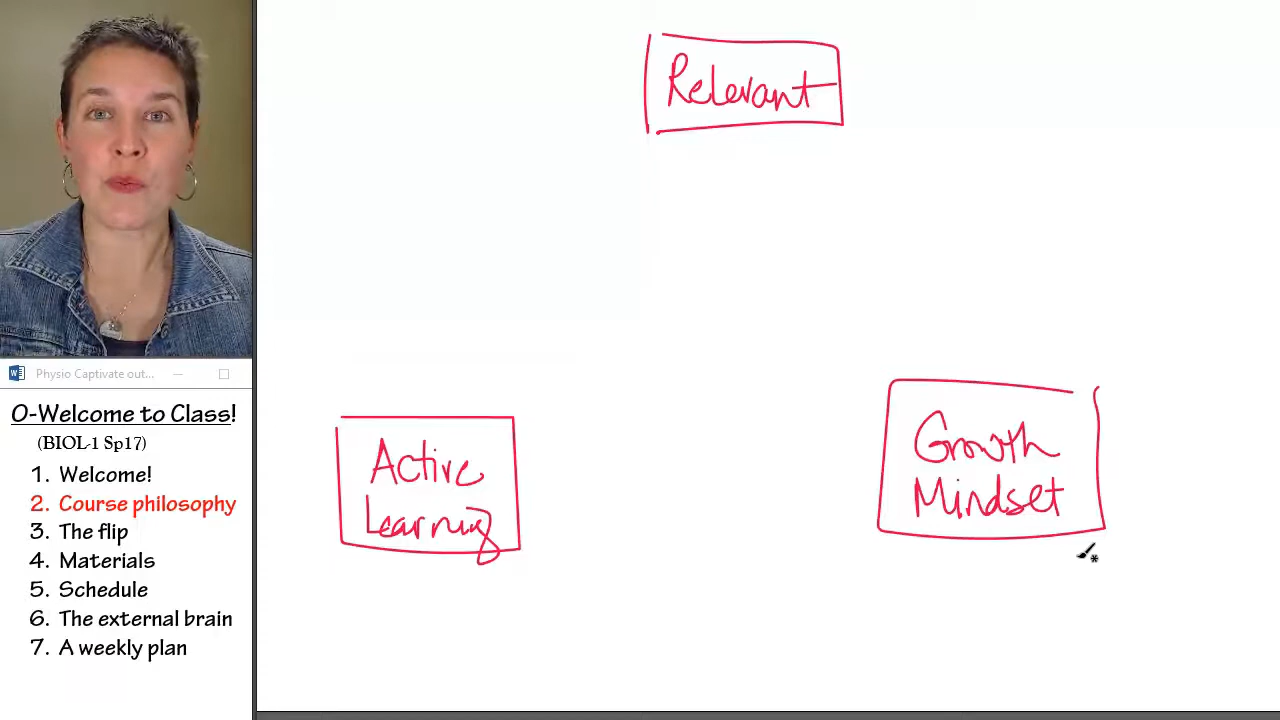 Relevant
Active
Learning
Growth
Mindset
Physio Captivate out...
0-Welcome to Class!
(BIOL-1 Sp17)
1. Welcome!
2. Course philosophy
3. The flip
4. Materials
5. Schedule
6. The external brain
7. A weekly plan